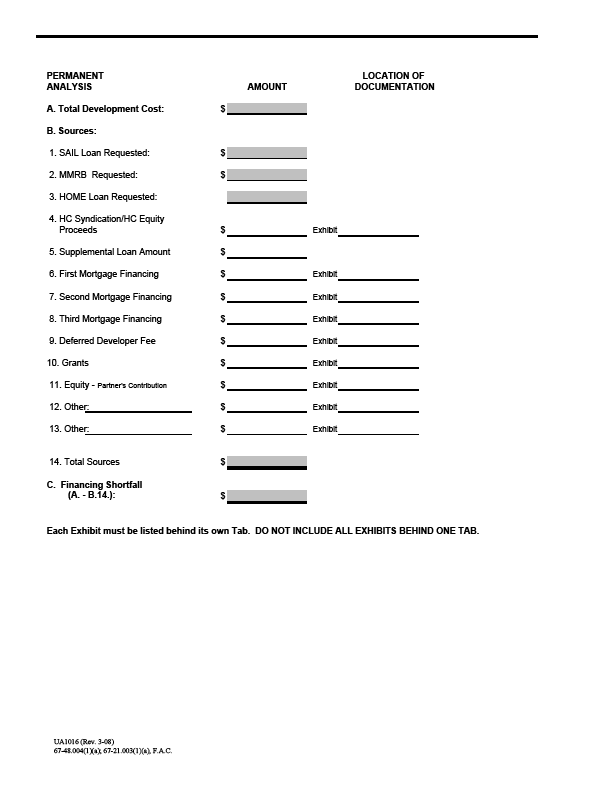 PERMANENT LOCATION OF
ANALYSIS AMOUNT DOCUMENTATION
A. Total Development Cost: $
B. Sources:
1. SAIL Loan Requested: $
2. MMRB Requested: $
3. HOME Loan Requested:
4. HC Syndication/HC Equity
Proceeds $ Exhibit
5. Supplemental Loan Amount $
6. First Mortgage Financing $ Exhibit
7. Second Mortgage Financing $ Exhibit
8. Third Mortgage Financing $ Exhibit
9. Deferred Developer Fee $ Exhibit
10. Grants $ Exhibit
11. Equity - Partner's Contribution $ Exhibit
12. Other: $ Exhibit
13. Other: $ Exhibit
14. Total Sources $
C. Financing Shortfall
(A. - B.14.): $
Each Exhibit must be listed behind its own Tab. DO NOT INCLUDE ALL EXHIBITS BEHIND ONE TAB.
UA1016 (Rev. 3-08)
67-48.004(1)(a); 67-21.003(1)(a), F.A.C.